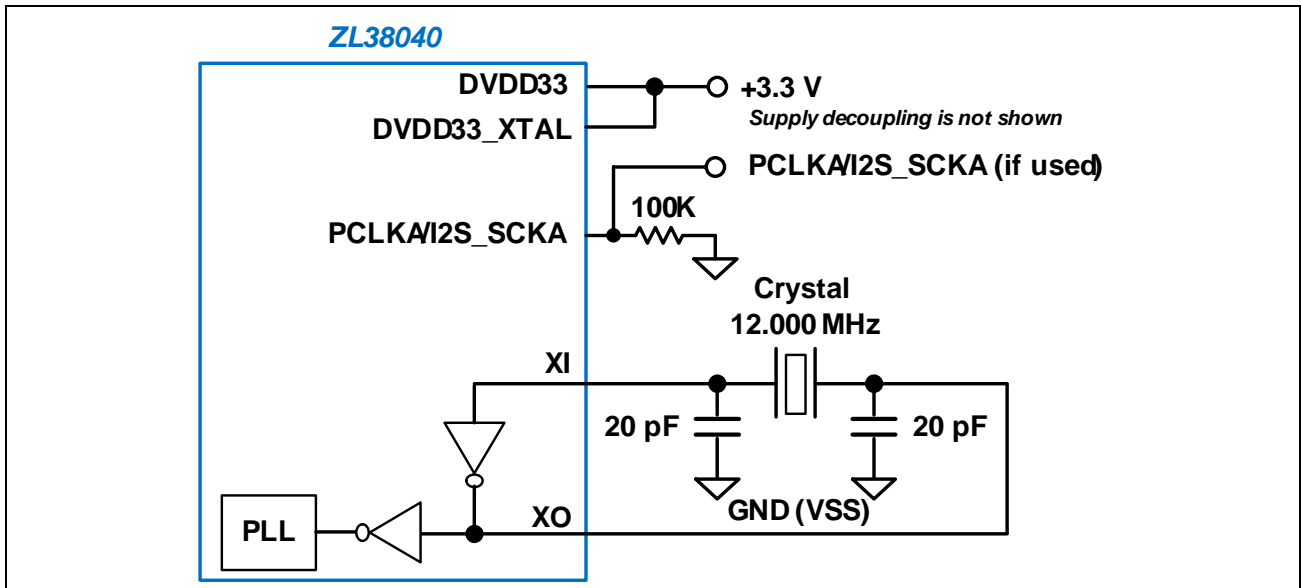 ZL38040
DVDD33
+3.3 V
Supply decoupling is not shown
DVDD33_XTAL
PCLKA/I2S_SCKA (if used)
100K
PCLKA/I2S_SCKA
Crystal
12.000 MHz
XI
20 pF
20 pF
GND (VSS)
XO
PLL